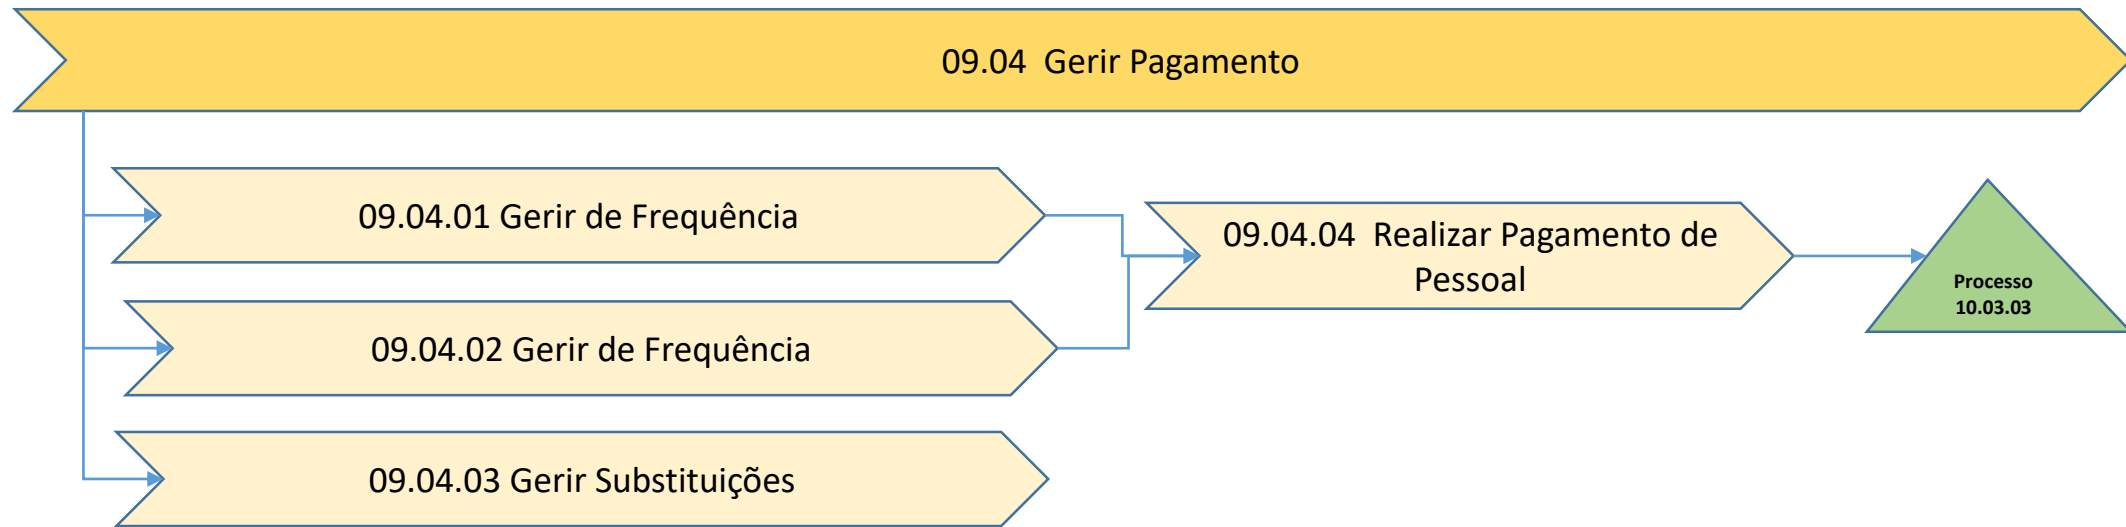 09.04  Gerir Pagamento
09.04.01 Gerir de Frequência
09.04.04  Realizar Pagamento de
Pessoal
Processo
10.03.03
09.04.02 Gerir de Frequência
09.04.03 Gerir Substituições